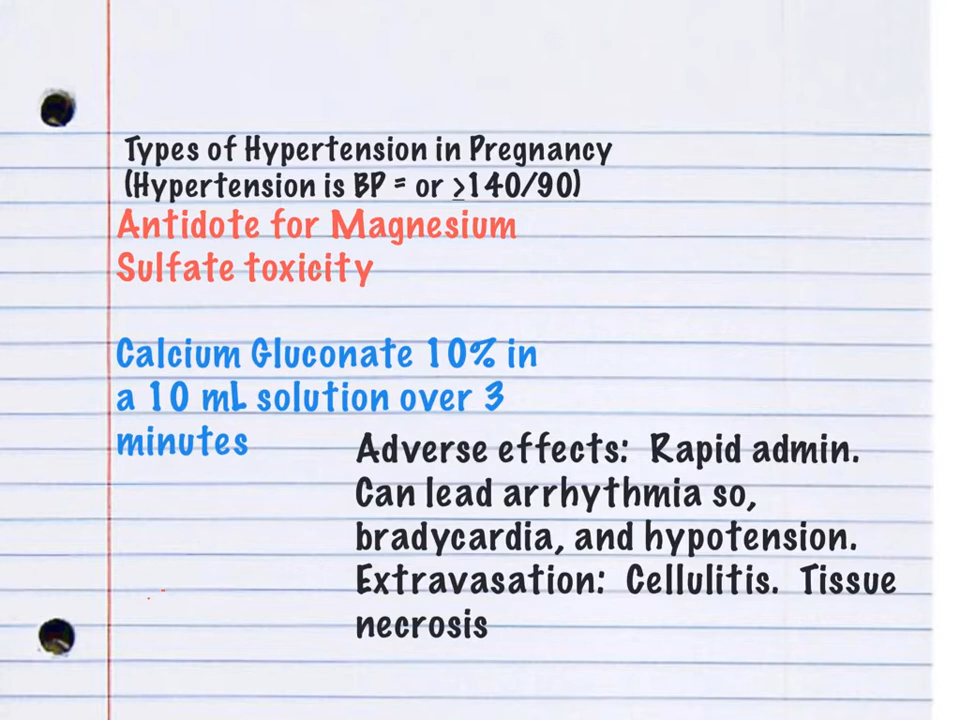 Types of Hypertension in Pregnancy
(Hypertension is BP = or ≥140/90)
Antidote for Magnesium
Sulfate toxicity
Calcium Gluconate 10% in
a 10 mL solution over 3
minutes
Adverse effects: Rapid admin.
Can lead arrhythmia so,
bradycardia, and hypotension.
Extravasation: Cellulitis. Tissue
necrosis